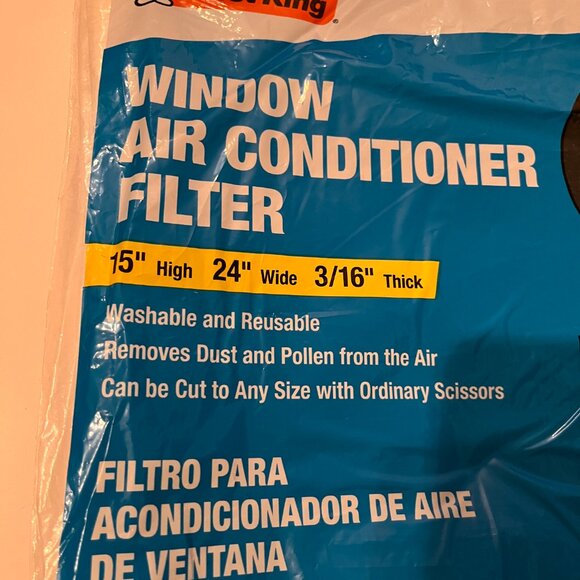 King®
WINDOW
AIR CONDITIONER
FILTER
15" High 24" Wide 3/16" Thick
Washable and Reusable
Removes Dust and Pollen from the Air
Can be Cut to Any Size with Ordinary Scissors
FILTRO PARA
ACONDICIONADOR DE AIRE
DE VENTANA